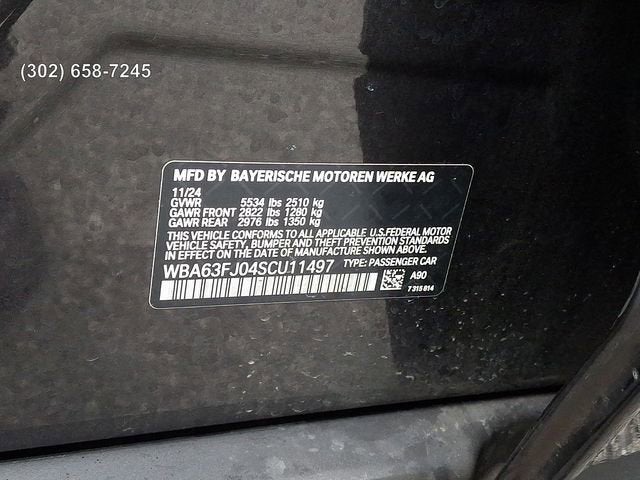 (302) 658-7245
MFD BY BAYERISCHE MOTOREN WERKE AG
11/24
GVWR 5534 lbs 2510 kg
GAWR FRONT 2822 lbs 1280 kg
GAWR REAR 2976 lbs 1350 kg
THIS VEHICLE CONFORMS TO ALL APPLICABLE U.S.FEDERAL MOTOR
VEHICLE SAFETY, BUMPER AND THEFT PREVENTION STANDARDS
IN EFFECT ON THE DATE OF MANUFACTURE SHOWN ABOVE.
WBA63FJ04SCU11497 TYPE: PASSENGER CAR
A90
7 315 814